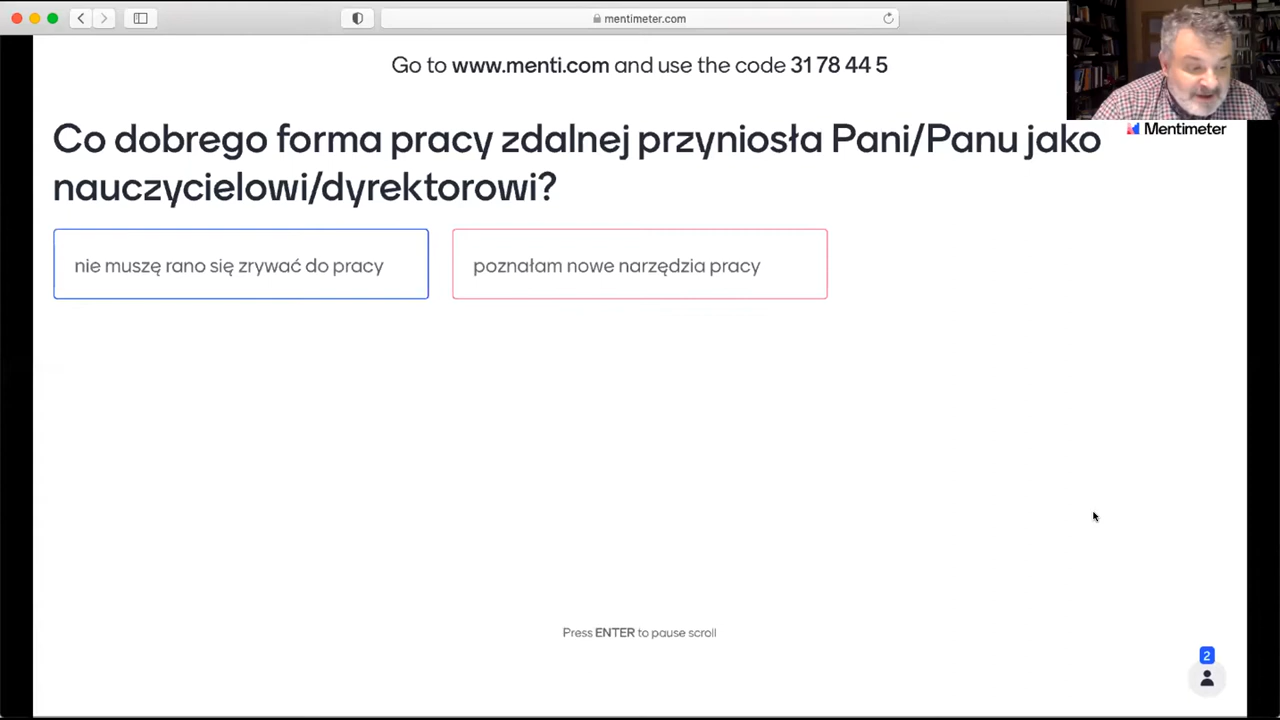 mentimeter.com
Go to www.menti.com and use the code 31 78 44 5
Mentimeter
Co dobrego forma pracy zdalnej przyniosła Pani/Panu jako
nauczycielowi/dyrektorowi?
nie muszę rano się zrywać do pracy
poznałam nowe narzędzia pracy
Press ENTER to pause scroll
2